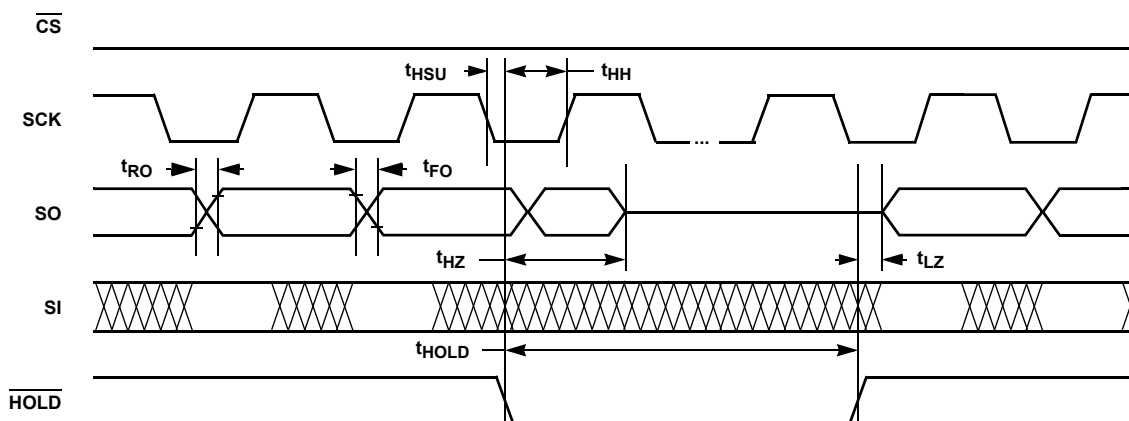 CS
tHSU
tHH
SCK
...
tRO
tFO
SO
tHZ
tLZ
SI
tHOLD
HOLD